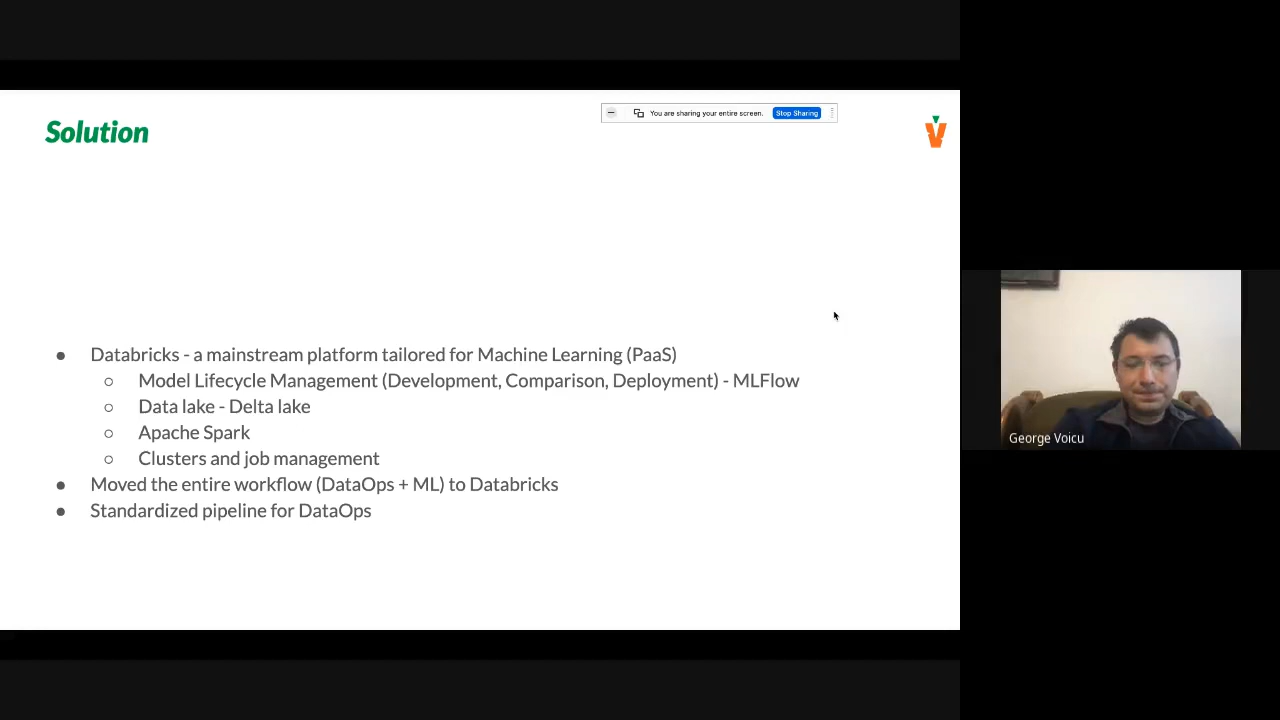 Solution
You are sharing your entire screen. Stop Sharing
● Databricks - a mainstream platform tailored for Machine Learning (PaaS)
○ Model Lifecycle Management (Development, Comparison, Deployment) - MLFlow
○ Data lake - Delta lake
○ Apache Spark
○ Clusters and job management
● Moved the entire workflow (DataOps + ML) to Databricks
● Standardized pipeline for DataOps
George Voicu